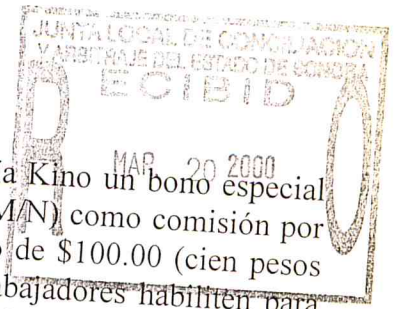 JUNTA LOCAL DE CONCILIACION
Y ARBITRAJE DEL ESTADO DE SONORA
RECIBIDO
MAR. 20 2000
ía Kino un bono especial
M/N) como comisión por
o de $100.00 (cien pesos
abajadores habiliten para